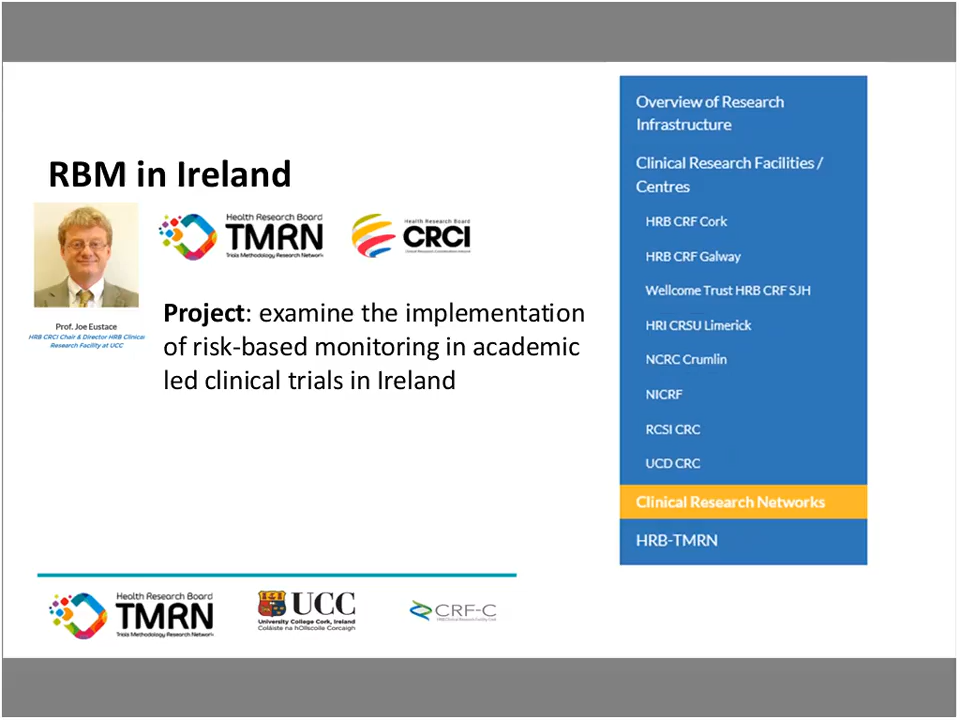 RBM in Ireland
Health Research Board
TMRN
Trials Methodology Research Network
Health Research Board
CRCI
Prof. Joe Eustace
HRB CRCI Chair & Director HRB Clinical
Research Facility at UCC
Project: examine the implementation
of risk-based monitoring in academic
led clinical trials in Ireland
Overview of Research
Infrastructure
Clinical Research Facilities /
Centres
HRB CRF Cork
HRB CRF Galway
Wellcome Trust HRB CRF SJH
HRI CRSU Limerick
NCRC Crumlin
NICRF
RCSI CRC
UCD CRC
Clinical Research Networks
HRB-TMRN
Health Research Board
TMRN
Trials Methodology Research Network
UCC
University College Cork, Ireland
Coláiste na hOllscoile Corcaigh
CRF-C